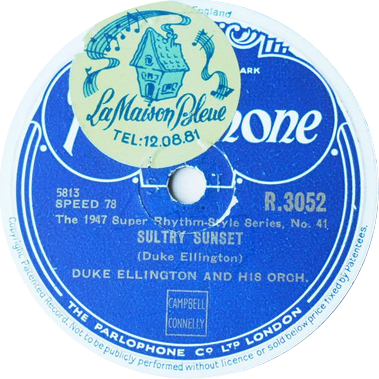 England
La Maison Bleue
TEL:12.08.81
MARK
5813
SPEED 78
R.3052
The 1947 Super Rhythm-Style Series, No. 41
SULTRY SUNSET
(Duke Ellington)
DUKE ELLINGTON AND HIS ORCH.
CAMPBELL
CONNELLY
THE PARLOPHONE Co LTD LONDON
Copyright Record Not to be publicly performed without licence or sold below price fixed by Patentees.